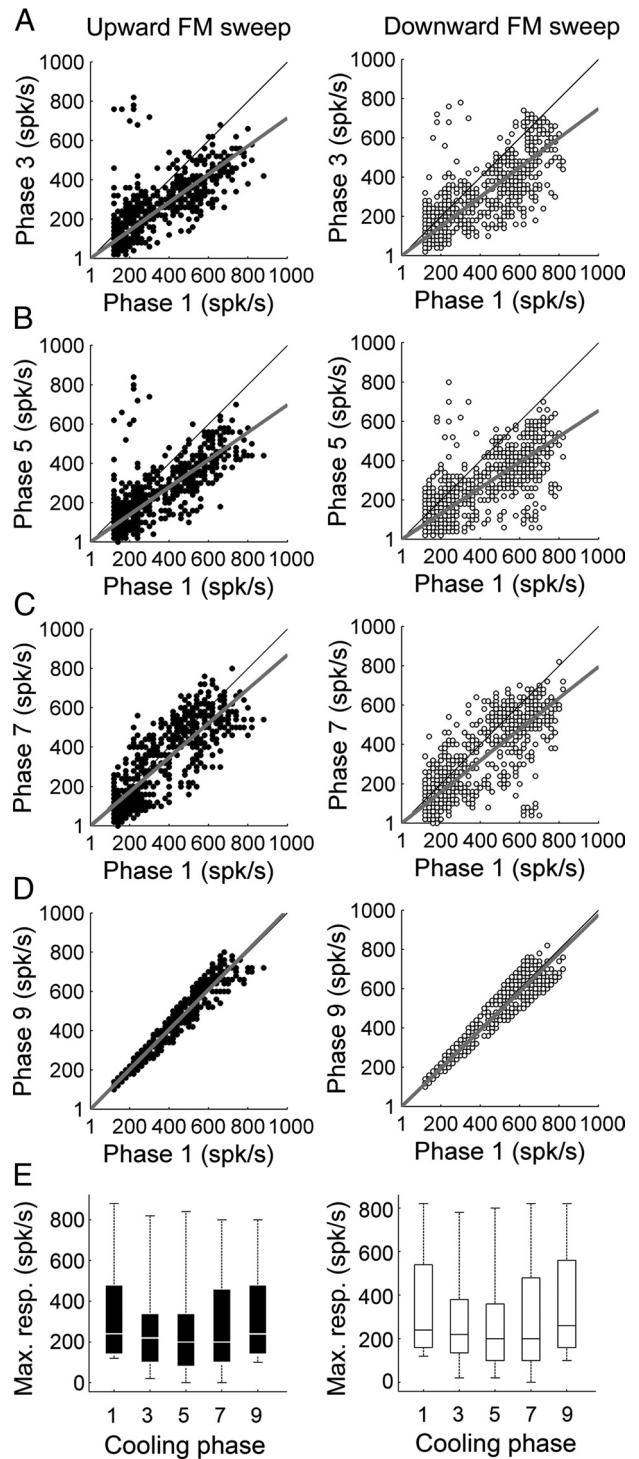 A
Upward FM sweep
Downward FM sweep
Phase 3 (spk/s)
1000
800
600
400
200
1
1 200 400 600 800 1000
Phase 1 (spk/s)
Phase 3 (spk/s)
1000
800
600
400
200
1
1 200 400 600 800 1000
Phase 1 (spk/s)
B
Phase 5 (spk/s)
1000
800
600
400
200
1
1 200 400 600 800 1000
Phase 1 (spk/s)
Phase 5 (spk/s)
1000
800
600
400
200
1
1 200 400 600 800 1000
Phase 1 (spk/s)
C
Phase 7 (spk/s)
1000
800
600
400
200
1
1 200 400 600 800 1000
Phase 1 (spk/s)
Phase 7 (spk/s)
1000
800
600
400
200
1
1 200 400 600 800 1000
Phase 1 (spk/s)
D
Phase 9 (spk/s)
1000
800
600
400
200
1
1 200 400 600 800 1000
Phase 1 (spk/s)
Phase 9 (spk/s)
1000
800
600
400
200
1
1 200 400 600 800 1000
Phase 1 (spk/s)
E
Max. resp. (spk/s)
800
600
400
200
0
1 3 5 7 9
Cooling phase
Max. resp. (spk/s)
800
600
400
200
0
1 3 5 7 9
Cooling phase